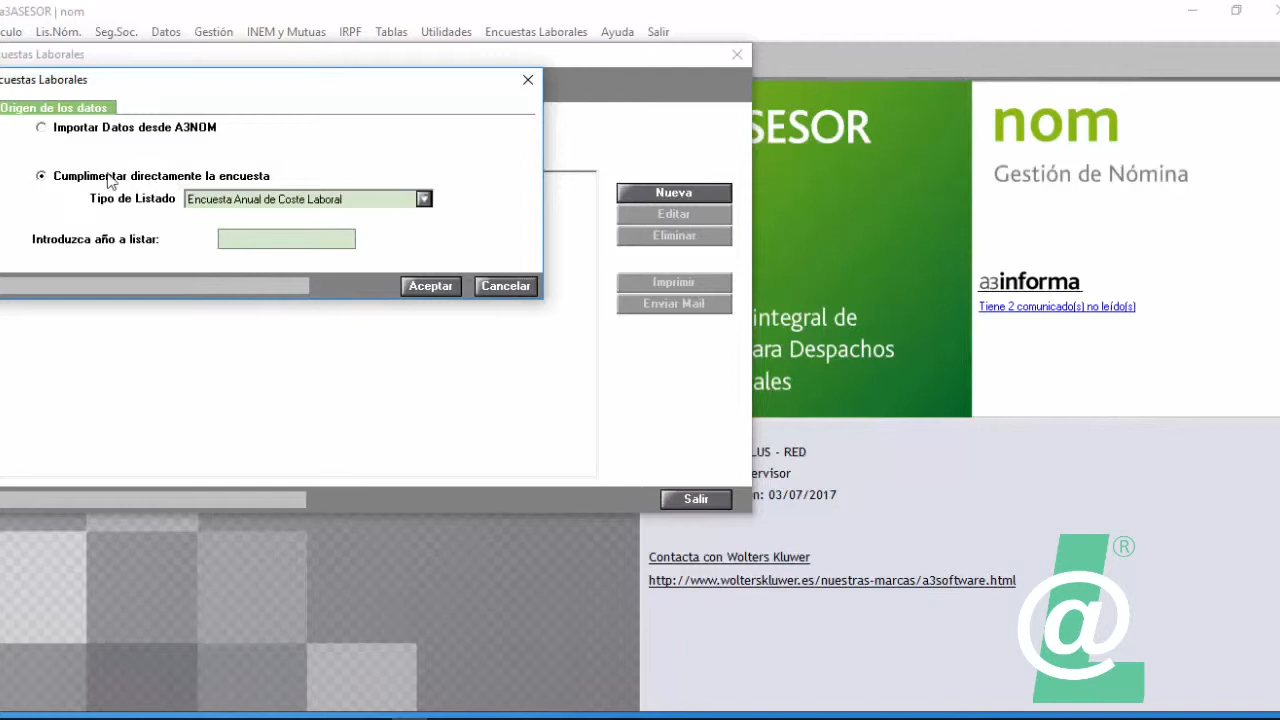 a3ASESOR | nom
culo Lis.Nóm. Seg.Soc. Datos Gestión INEM y Mutuas IRPF Tablas Utilidades Encuestas Laborales Ayuda Salir
cuestas Laborales
cuestas Laborales
Origen de los datos
Importar Datos desde A3NOM
Cumplimentar directamente la encuesta
Tipo de Listado Encuesta Anual de Coste Laboral
Introduzca año a listar:
Aceptar Cancelar
Nueva
Editar
Eliminar
Imprimir
Enviar Mail
Salir
SESOR
integral de
ara Despachos
ales
nom
Gestión de Nómina
a3informa
Tiene 2 comunicado(s) no leído(s)
LUS - RED
ervisor
n: 03/07/2017
Contacta con Wolters Kluwer
http://www.wolterskluwer.es/nuestras-marcas/a3software.html
L@®